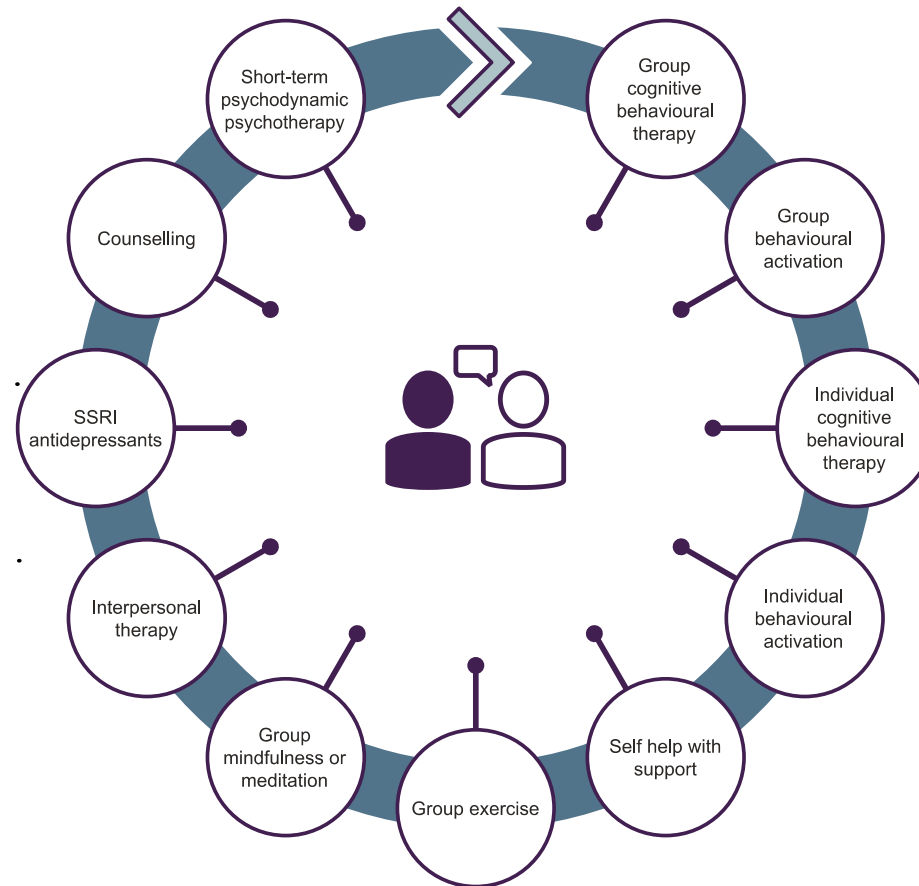 Group
cognitive
behavioural
therapy
Group
behavioural
activation
Individual
cognitive
behavioural
therapy
Individual
behavioural
activation
Self help with
support
Group exercise
Group
mindfulness or
meditation
Interpersonal
therapy
SSRI
antidepressants
Counselling
Short-term
psychodynamic
psychotherapy